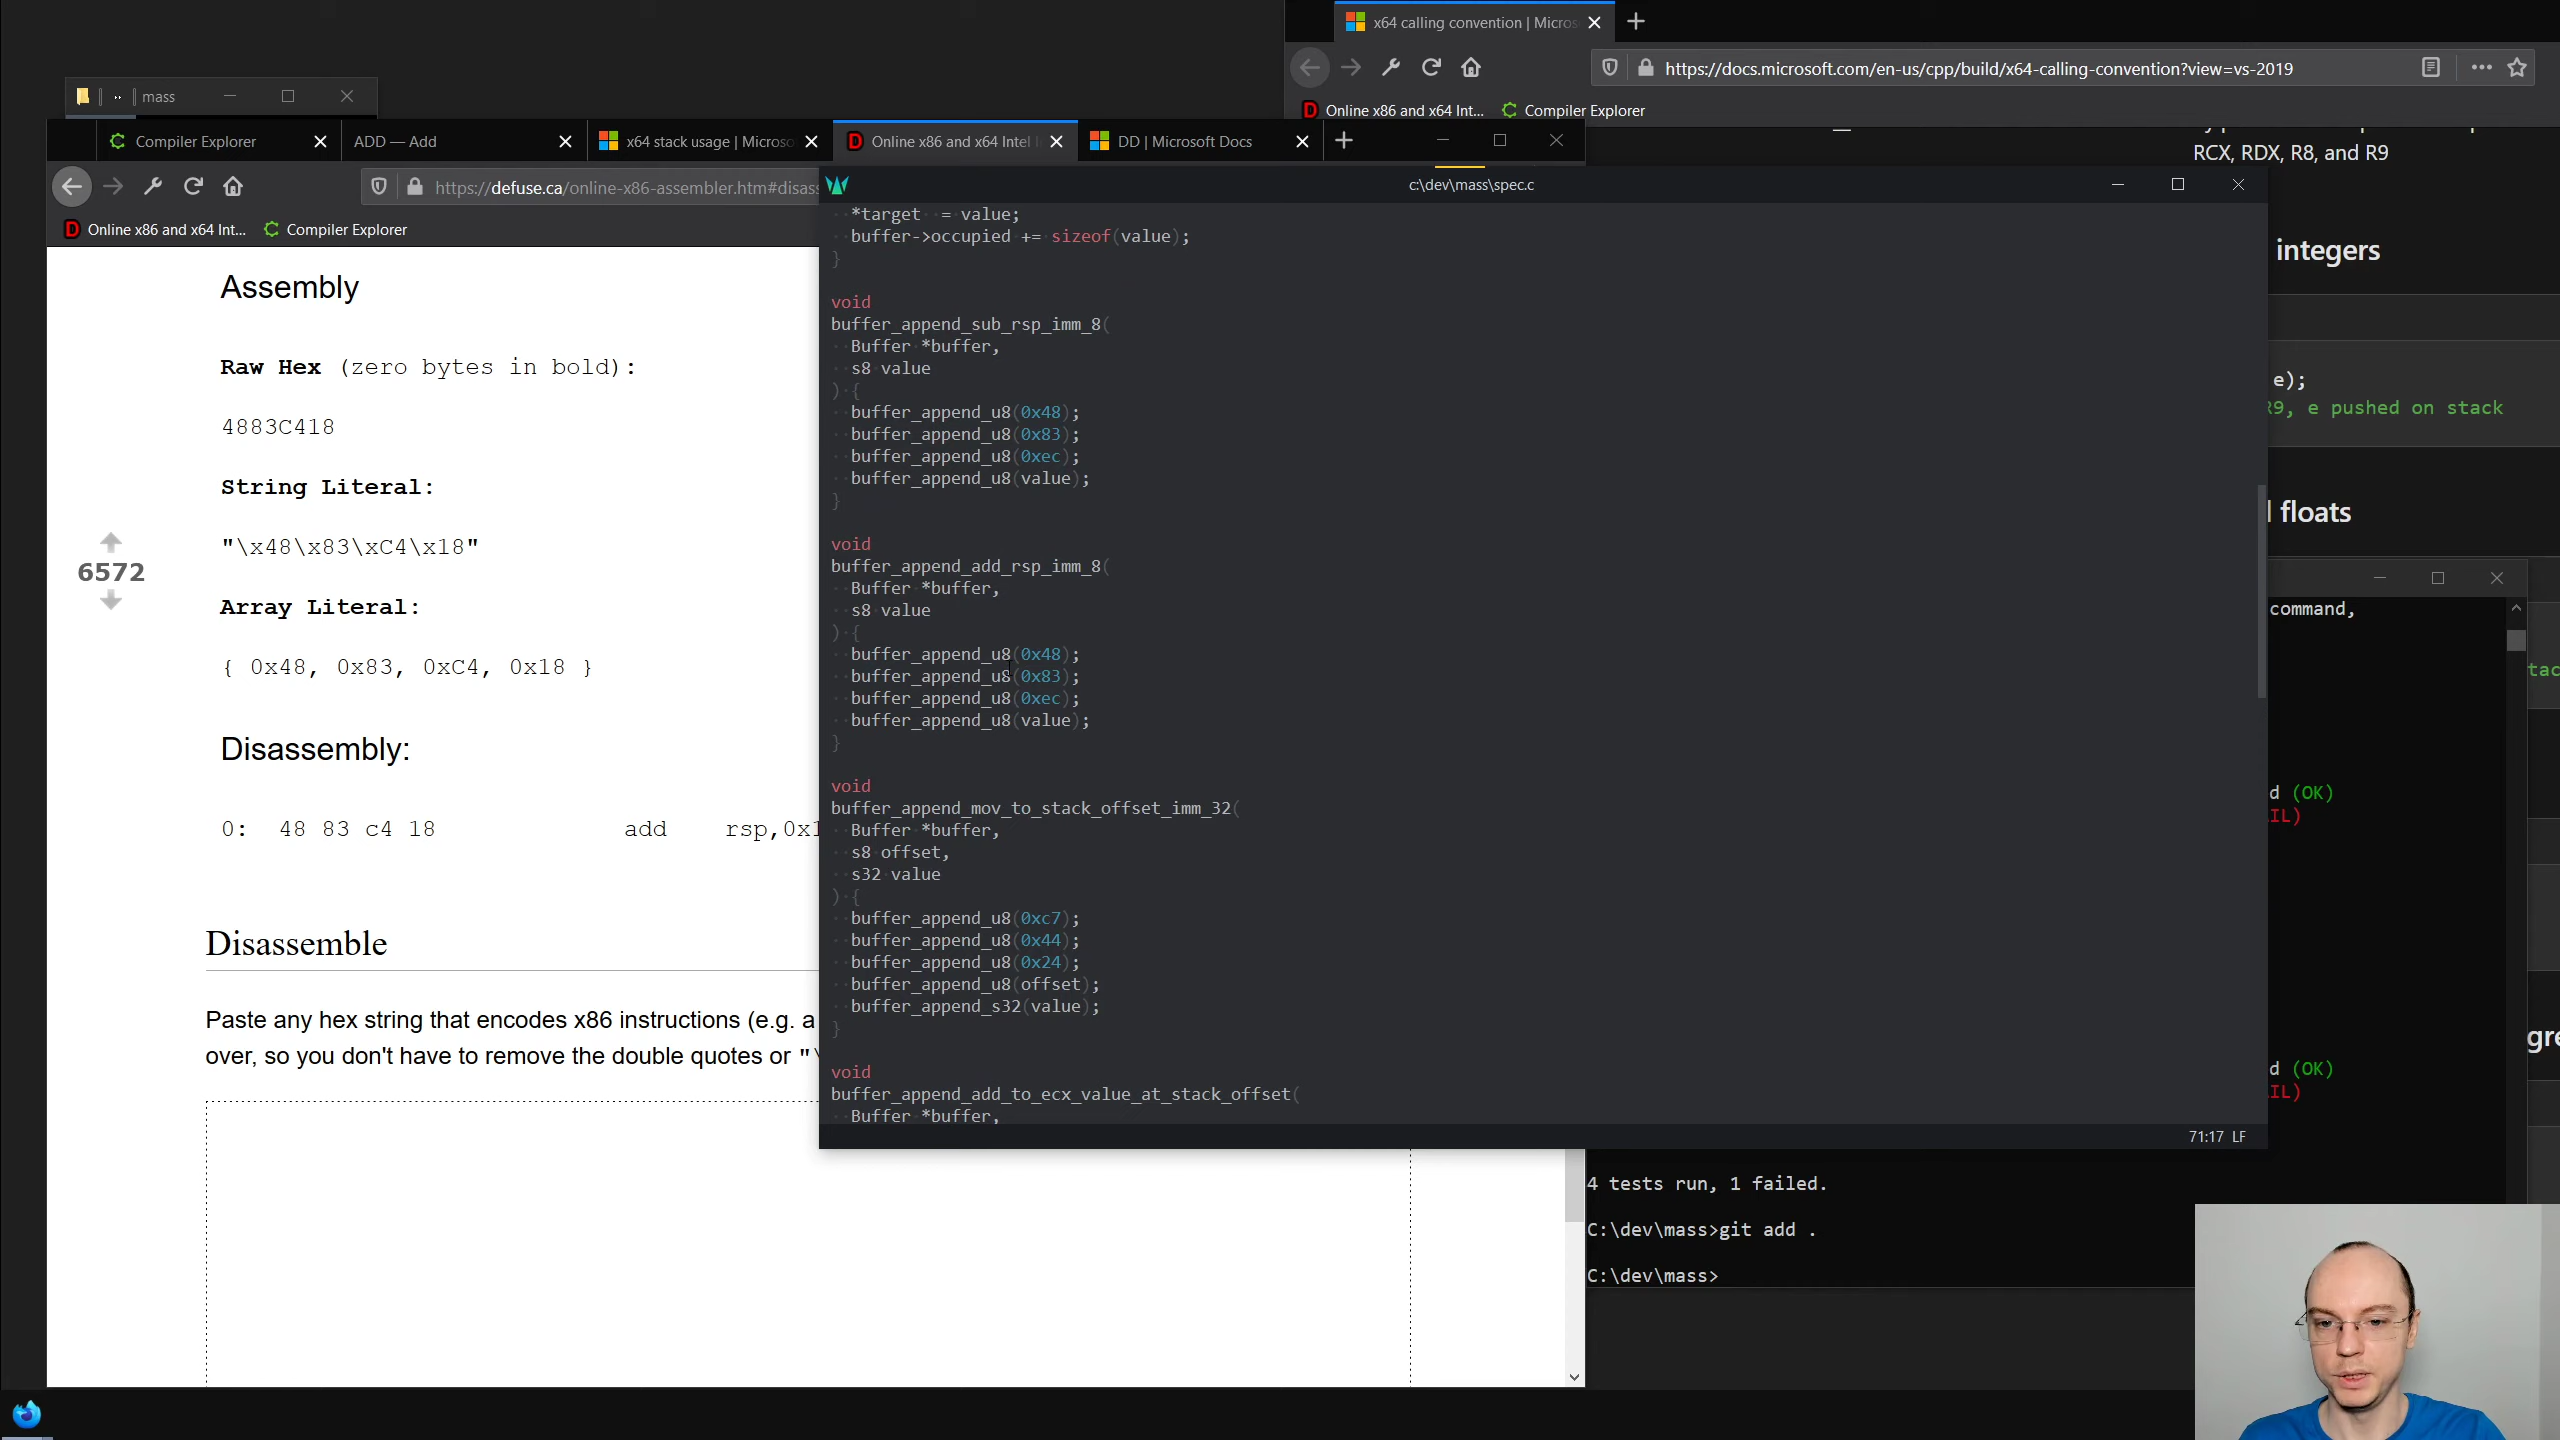 x64 calling convention | Micros
https://docs.microsoft.com/en-us/cpp/build/x64-calling-convention?view=vs-2019
Online x86 and x64 Int...
Compiler Explorer
mass
Compiler Explorer
ADD — Add
x64 stack usage | Microso
Online x86 and x64 Intel I
DD | Microsoft Docs
https://defuse.ca/online-x86-assembler.htm#disass
Online x86 and x64 Int...
Compiler Explorer
Assembly
Raw Hex (zero bytes in bold):
4883C418
String Literal:
"\x48\x83\xC4\x18"
6572
Array Literal:
{ 0x48, 0x83, 0xC4, 0x18 }
Disassembly:
0: 48 83 c4 18 add rsp,0x1
Disassemble
Paste any hex string that encodes x86 instructions (e.g. a
over, so you don't have to remove the double quotes or "\
c:\dev\mass\spec.c
*target = value;
buffer->occupied += sizeof(value);
}
void
buffer_append_sub_rsp_imm_8(
Buffer *buffer,
s8 value
) {
buffer_append_u8(0x48);
buffer_append_u8(0x83);
buffer_append_u8(0xec);
buffer_append_u8(value);
}
void
buffer_append_add_rsp_imm_8(
Buffer *buffer,
s8 value
) {
buffer_append_u8(0x48);
buffer_append_u8(0x83);
buffer_append_u8(0xec);
buffer_append_u8(value);
}
void
buffer_append_mov_to_stack_offset_imm_32(
Buffer *buffer,
s8 offset,
s32 value
) {
buffer_append_u8(0xc7);
buffer_append_u8(0x44);
buffer_append_u8(0x24);
buffer_append_u8(offset);
buffer_append_s32(value);
}
void
buffer_append_add_to_ecx_value_at_stack_offset(
Buffer *buffer,
71:17 LF
RCX, RDX, R8, and R9
integers
e);
R9, e pushed on stack
floats
command,
tac
d (OK)
IL)
gre
d (OK)
IL)
4 tests run, 1 failed.
C:\dev\mass>git add .
C:\dev\mass>